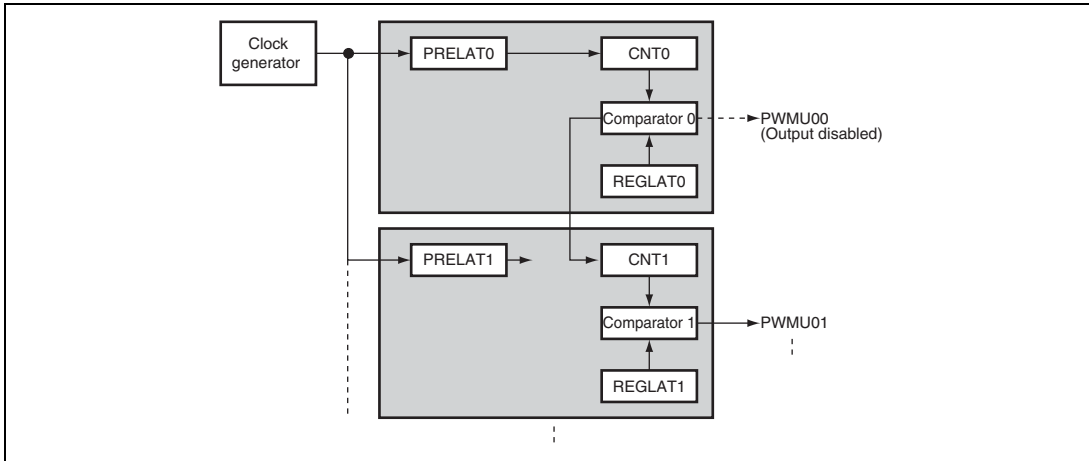 Clock
generator
PRELAT0
CNT0
Comparator 0
PWMU00
(Output disabled)
REGLAT0
PRELAT1
CNT1
Comparator 1
PWMU01
REGLAT1